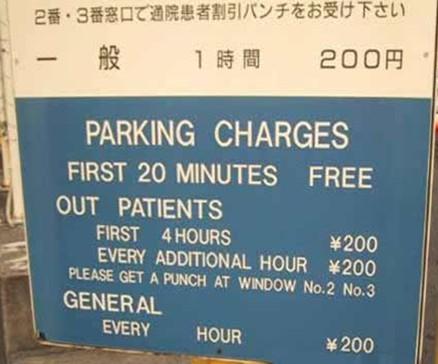 2番・3番窓口で通院患者割引パンチをお受け下さい
一 般 1時間 200円
PARKING CHARGES
FIRST 20 MINUTES FREE
OUT PATIENTS
FIRST 4 HOURS ¥200
EVERY ADDITIONAL HOUR ¥200
PLEASE GET A PUNCH AT WINDOW No.2 No.3
GENERAL
EVERY HOUR ¥200